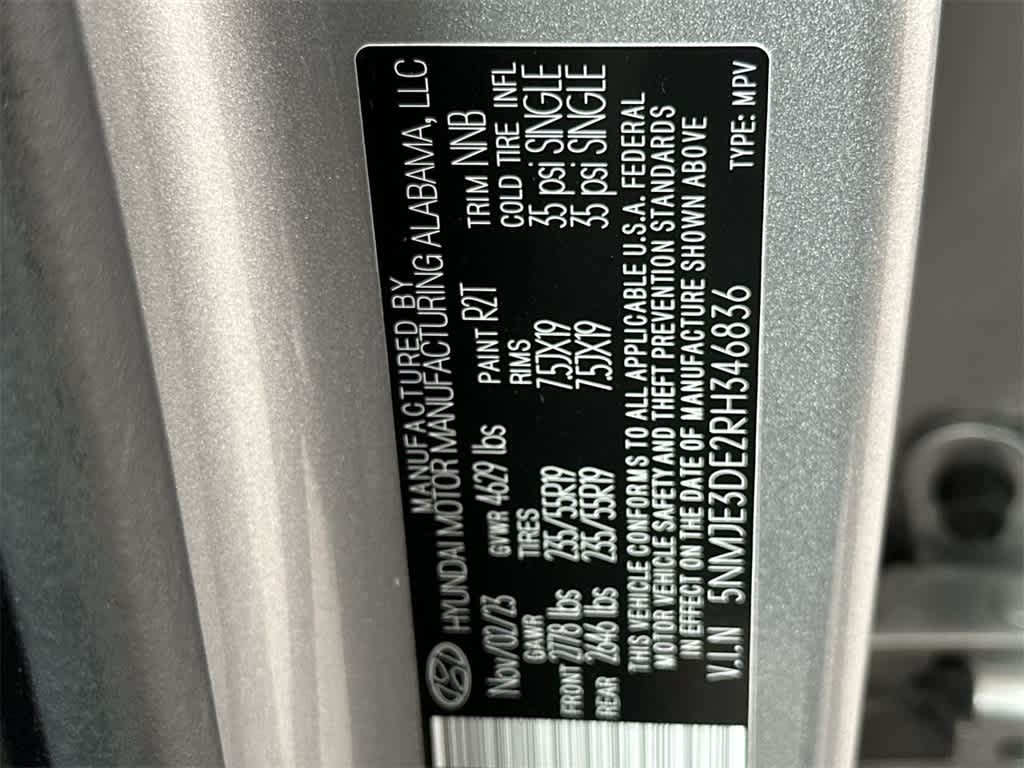 MANUFACTURED BY
HYUNDAI MOTOR MANUFACTURING ALABAMA, LLC
Nov/02/23 GVWR 4629 lbs PAINT R2T TRIM NNB
GAWR TIRES RIMS COLD TIRE INFL
FRONT 2778 lbs 235/55R19 7.5JX19 35 psi SINGLE
REAR 2646 lbs 235/55R19 7.5JX19 35 psi SINGLE
THIS VEHICLE CONFORMS TO ALL APPLICABLE U.S.A. FEDERAL
MOTOR VEHICLE SAFETY AND THEFT PREVENTION STANDARDS
IN EFFECT ON THE DATE OF MANUFACTURE SHOWN ABOVE
V.I.N 5NMJE3DE2RH346836 TYPE: MPV